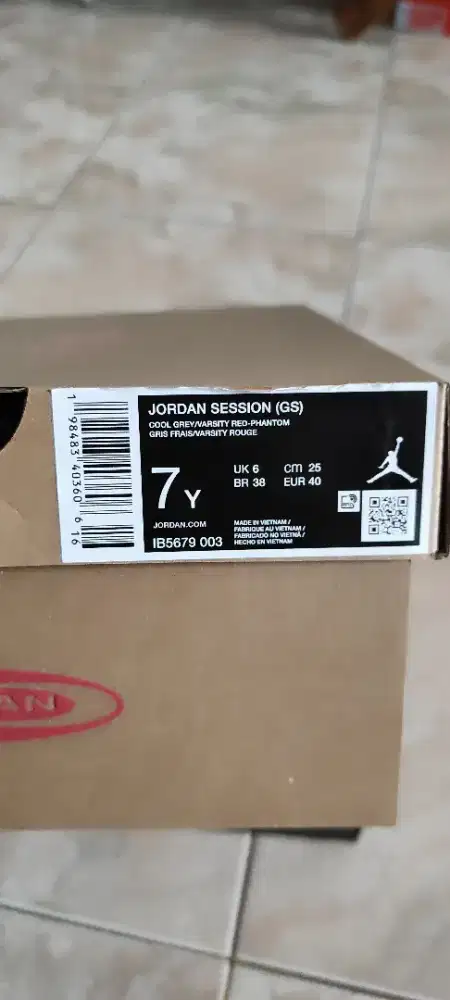 JORDAN SESSION (GS)
COOL GREY/VARSITY RED-PHANTOM
GRIS FRAIS/VARSITY ROUGE
7Y
UK 6 cm 25
BR 38 EUR 40
JORDAN.COM
IB5679 003
MADE IN VIETNAM /
FABRIQUE AU VIETNAM /
FABRICADO NO VIETNÃ /
HECHO EN VIETNAM
1 98483 40360 6 16
AN